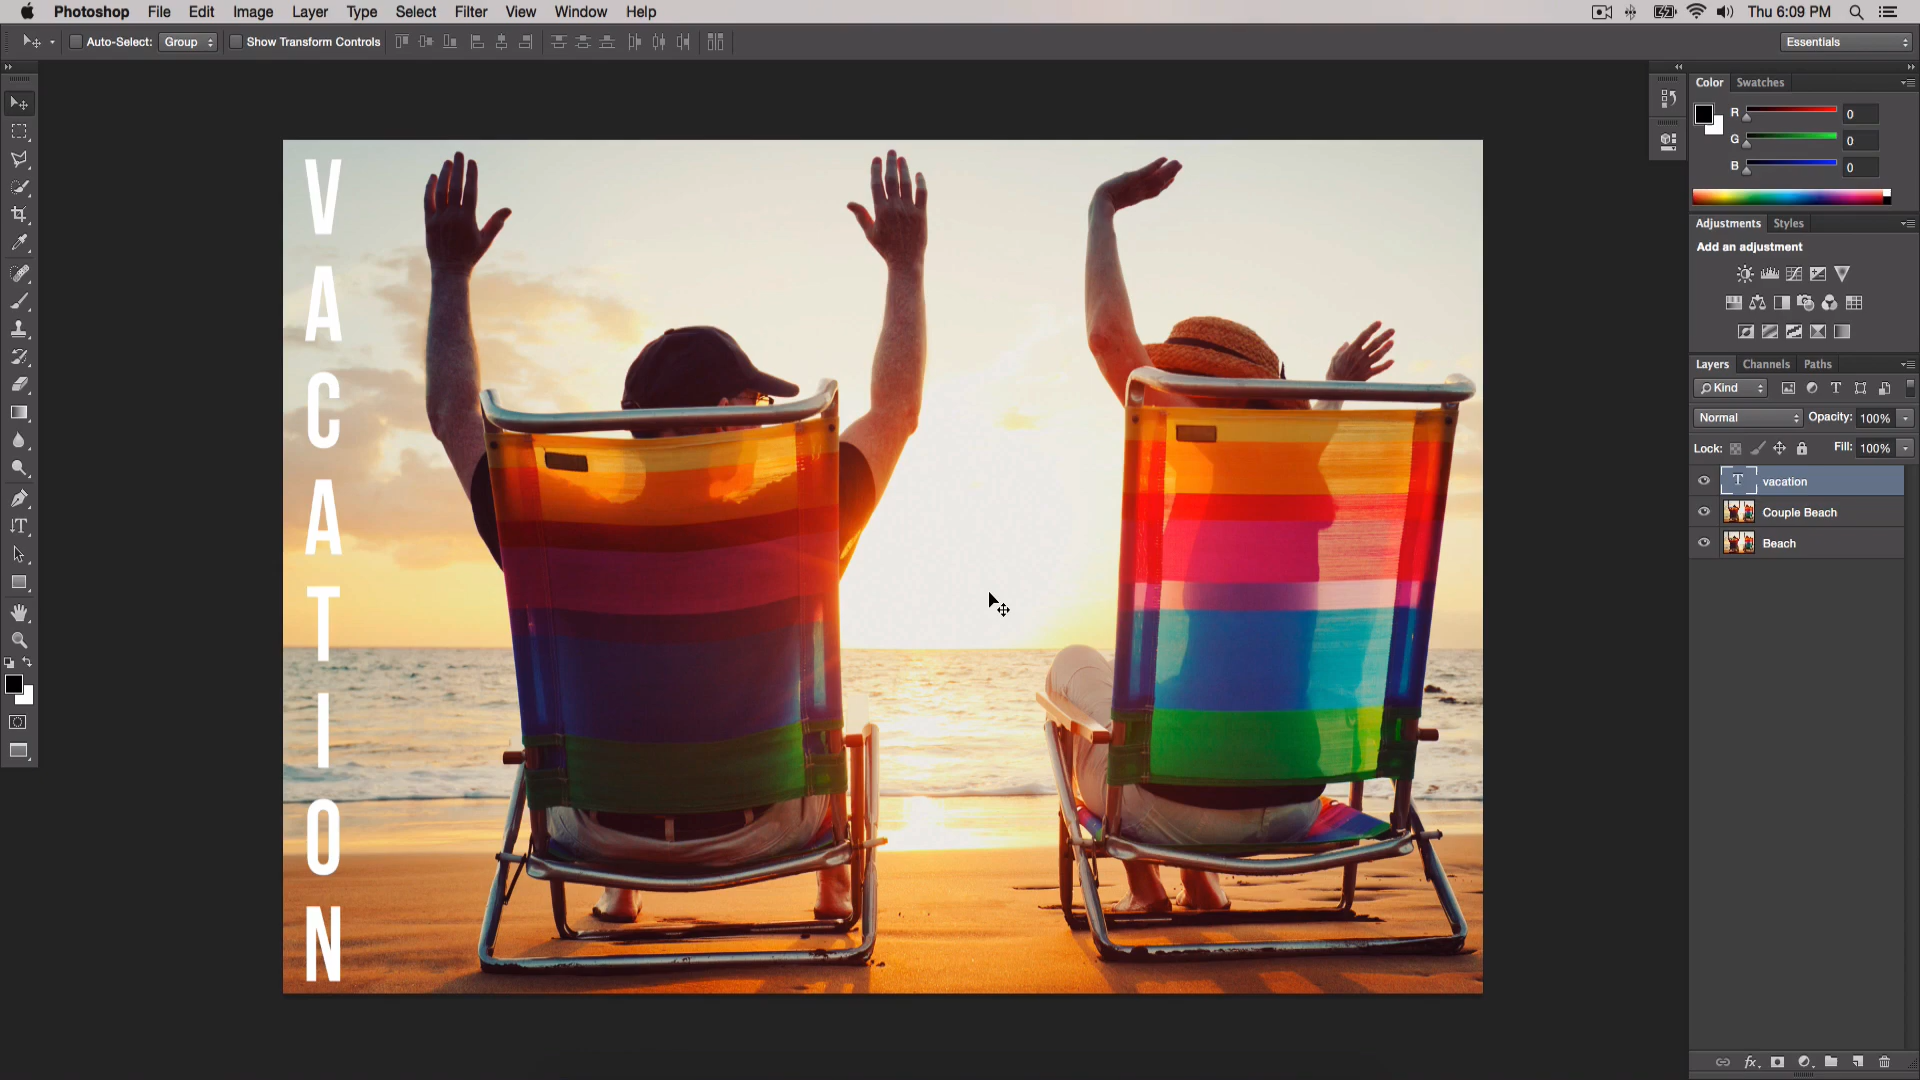 Photoshop File Edit Image Layer Type Select Filter View Window Help
Thu 6:09 PM
Auto-Select: Group Show Transform Controls
Essentials
Color Swatches
R 0
G 0
B 0
Adjustments Styles
Add an adjustment
Layers Channels Paths
Kind
Normal Opacity: 100%
Lock: Fill: 100%
vacation
Couple Beach
Beach
V
A
C
A
T
I
O
N